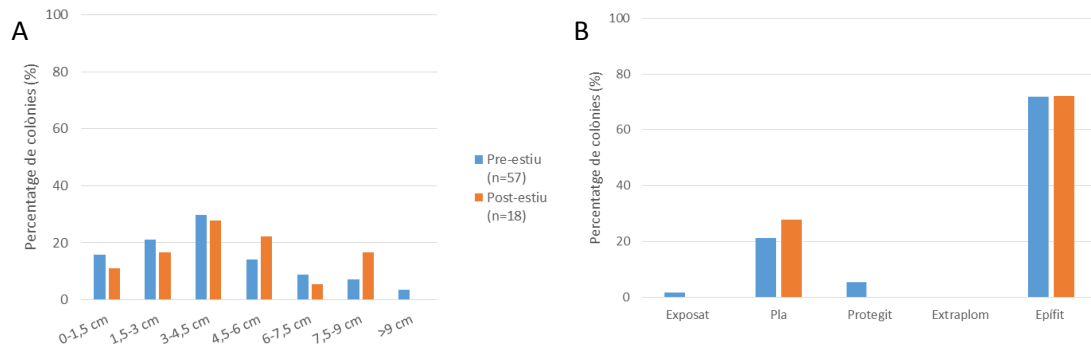 A
Percentatge de colònies (%)
100
80
60
40
20
0
0-1,5 cm
1,5-3 cm
3-4,5 cm
4,5-6 cm
6-7,5 cm
7,5-9 cm
>9 cm
Pre-estiu
(n=57)
Post-estiu
(n=18)
B
Percentatge de colònies (%)
100
80
60
40
20
0
Exposat
Pla
Protegit
Extraplom
Epífit